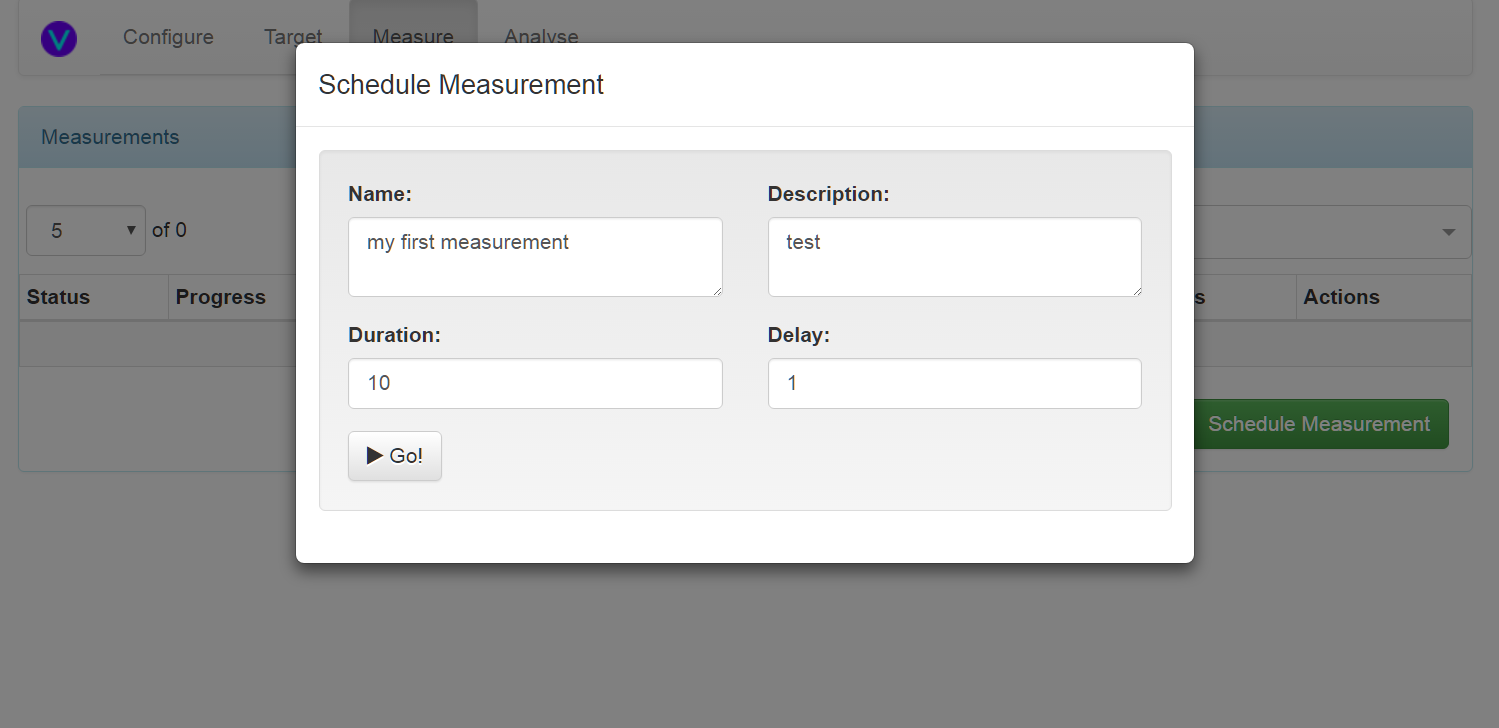 V
Configure Target Measure Analyse
Schedule Measurement
Measurements
Name: Description:
my first measurement test
5 of 0
Status Progress s Actions
Duration: Delay:
10 1
Schedule Measurement
Go!